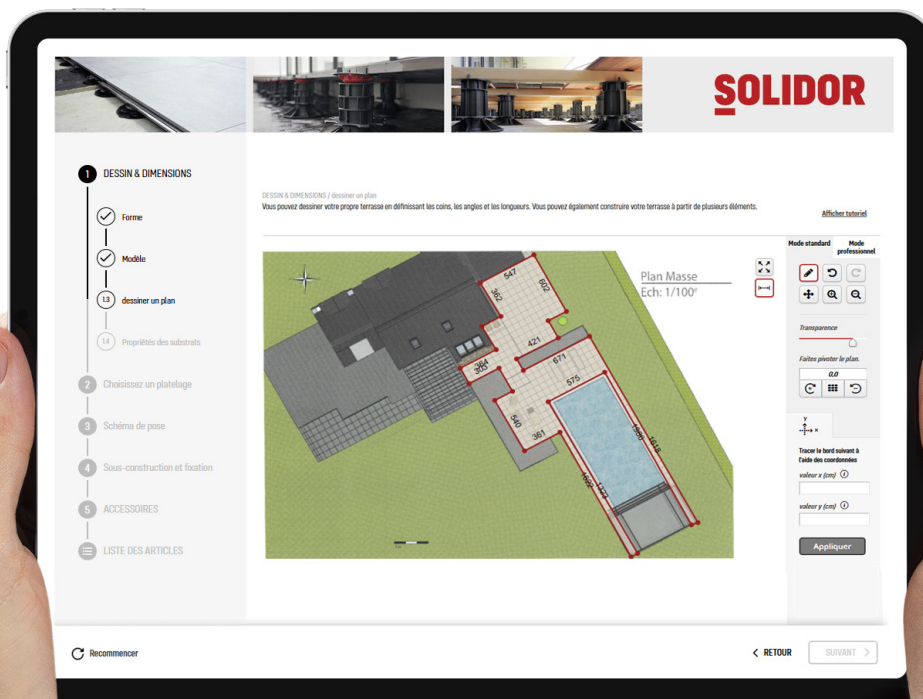 SOLIDOR
1 DESSIN & DIMENSIONS
Forme
Modèle
1.3 dessiner un plan
1.4 Propriétés des substrats
2 Choisissez un platelage
3 Schéma de pose
4 Sous-construction et fixation
5 ACCESSOIRES
LISTE DES ARTICLES
DESSIN & DIMENSIONS / dessiner un plan
Vous pouvez dessiner votre propre terrasse en définissant les coins, les angles et les longueurs. Vous pouvez également construire votre terrasse à partir de plusieurs éléments.
Afficher tutoriel
Plan Masse
Ech: 1/100°
547
362
602
421
364
303
671
575
540
361
1618
1323
Mode standard
Mode
professionnel
Transparence
Faites pivoter le plan.
0,0
y
x
Tracer le bord suivant à
l'aide des coordonnées
valeur x (cm) i
valeur y (cm) i
Appliquer
Recommencer
< RETOUR
SUIVANT >